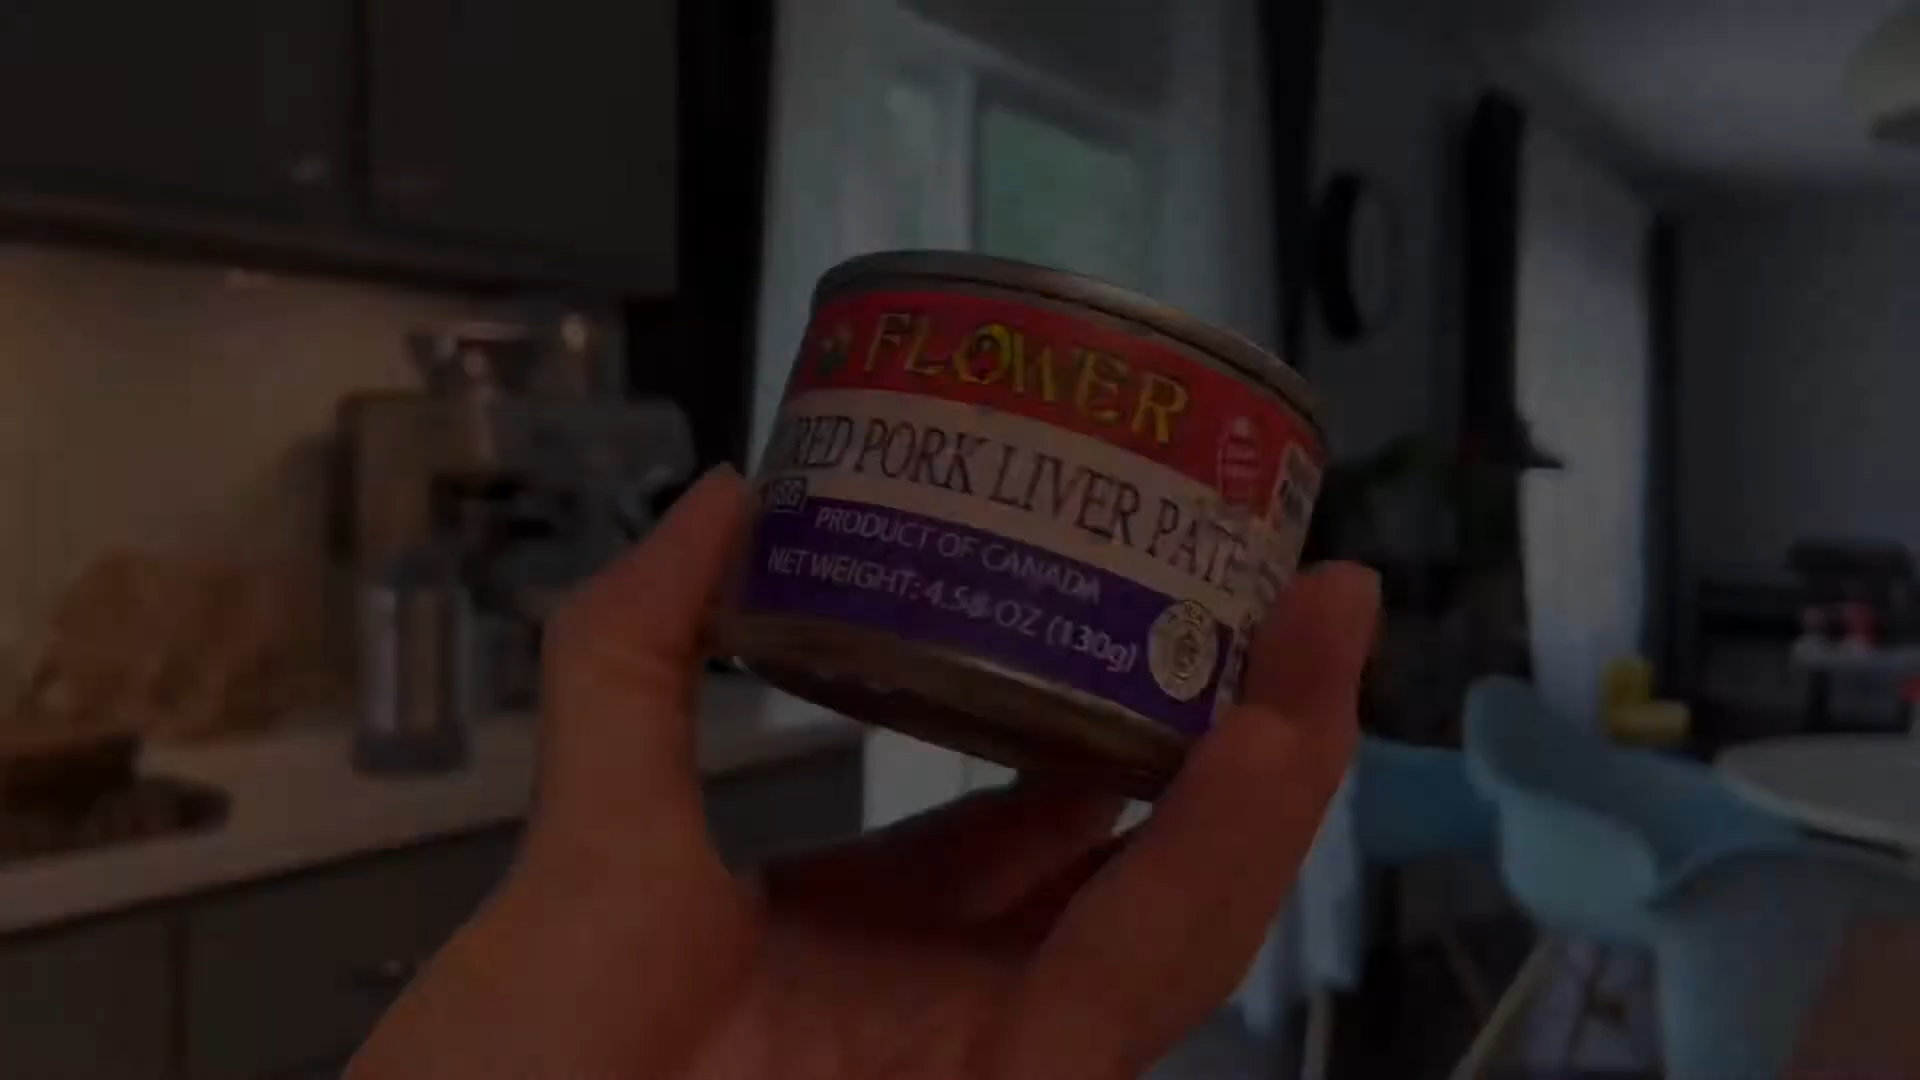 FLOWER
PORK LIVER PATE
PRODUCT OF CANADA
NET WEIGHT: 4.58 OZ (130g)